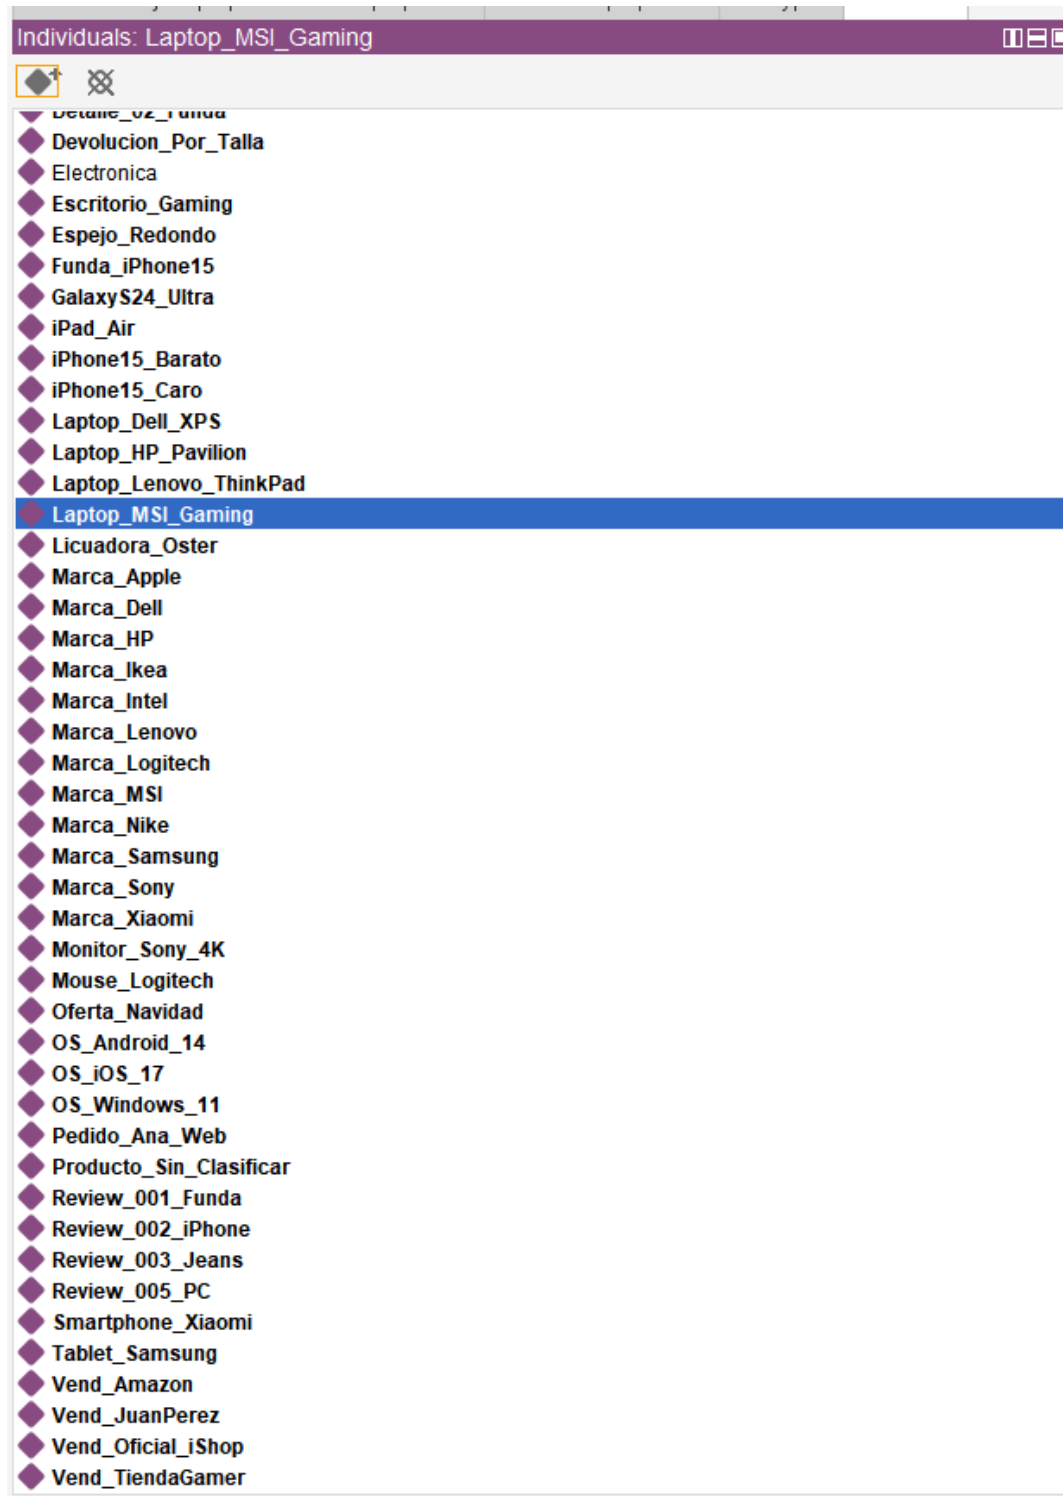 Individuals: Laptop_MSI_Gaming
Detalle_02_Funda
Devolucion_Por_Talla
Electronica
Escritorio_Gaming
Espejo_Redondo
Funda_iPhone15
GalaxyS24_Ultra
iPad_Air
iPhone15_Barato
iPhone15_Caro
Laptop_Dell_XPS
Laptop_HP_Pavilion
Laptop_Lenovo_ThinkPad
Laptop_MSI_Gaming
Licuadora_Oster
Marca_Apple
Marca_Dell
Marca_HP
Marca_Ikea
Marca_Intel
Marca_Lenovo
Marca_Logitech
Marca_MSI
Marca_Nike
Marca_Samsung
Marca_Sony
Marca_Xiaomi
Monitor_Sony_4K
Mouse_Logitech
Oferta_Navidad
OS_Android_14
OS_iOS_17
OS_Windows_11
Pedido_Ana_Web
Producto_Sin_Clasificar
Review_001_Funda
Review_002_iPhone
Review_003_Jeans
Review_005_PC
Smartphone_Xiaomi
Tablet_Samsung
Vend_Amazon
Vend_JuanPerez
Vend_Oficial_iShop
Vend_TiendaGamer